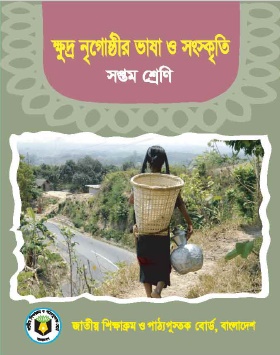 ক্ষুদ্র নৃগোষ্ঠীর ভাষা ও সংস্কৃতি
সপ্তম শ্রেণি
জাতীয় শিক্ষাক্রম ও পাঠ্যপুস্তক বোর্ড, বাংলাদেশ